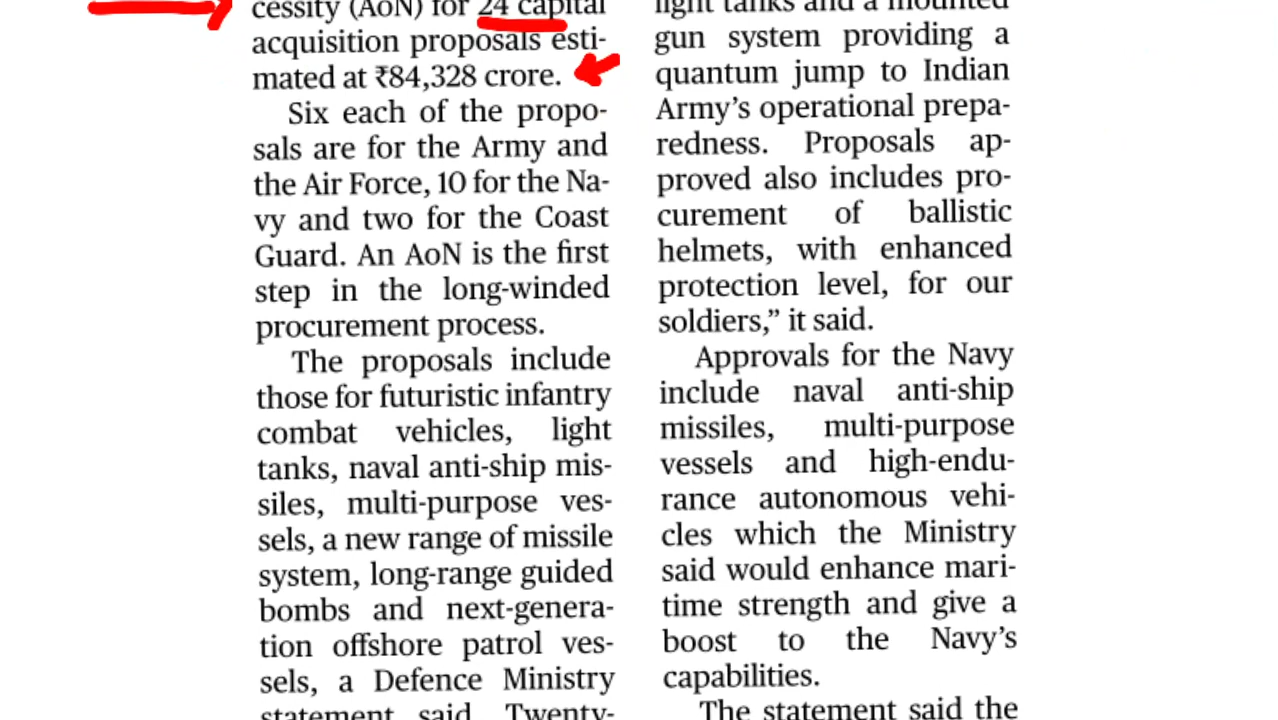 cessity (AoN) for 24 capital
acquisition proposals esti-
mated at ₹84,328 crore.
Six each of the propo-
sals are for the Army and
the Air Force, 10 for the Na-
vy and two for the Coast
Guard. An AoN is the first
step in the long-winded
procurement process.
The proposals include
those for futuristic infantry
combat vehicles, light
tanks, naval anti-ship mis-
siles, multi-purpose ves-
sels, a new range of missile
system, long-range guided
bombs and next-genera-
tion offshore patrol ves-
sels, a Defence Ministry
statement said. Twenty-
light tanks and a mounted
gun system providing a
quantum jump to Indian
Army's operational prepa-
redness. Proposals ap-
proved also includes pro-
curement of ballistic
helmets, with enhanced
protection level, for our
soldiers," it said.
Approvals for the Navy
include naval anti-ship
missiles, multi-purpose
vessels and high-endu-
rance autonomous vehi-
cles which the Ministry
said would enhance mari-
time strength and give a
boost to the Navy's
capabilities.
The statement said the